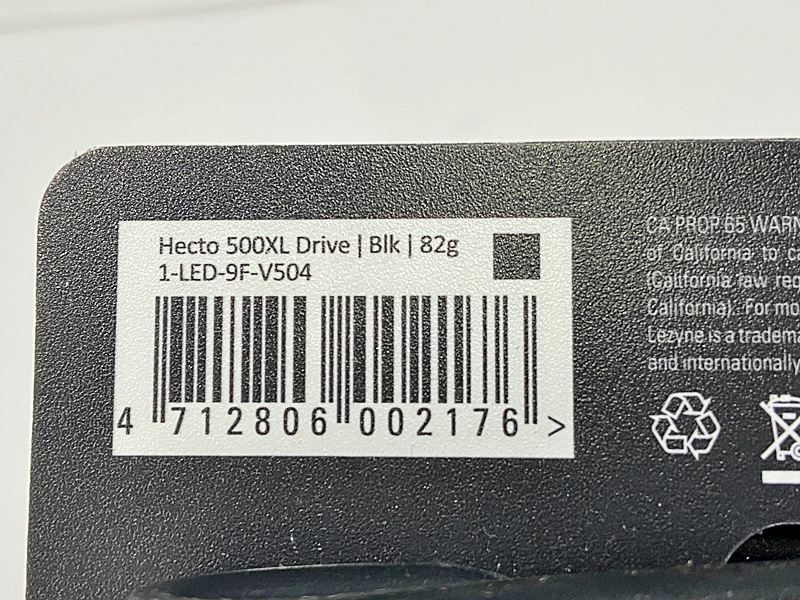 Hecto 500XL Drive | Blk | 82g
1-LED-9F-V504
4 712806 002176 >
CA PROP 65 WARN
of California to ca
(California raw req
California). For mo
Lezyne is a tradema
and internationally